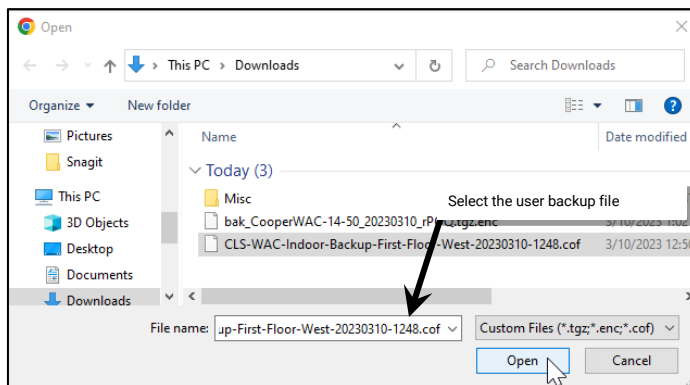 Open
This PC > Downloads
Search Downloads
Organize New folder
Pictures
Snagit
This PC
3D Objects
Desktop
Documents
Downloads
Name Date modified
Today (3)
Misc
Select the user backup file
bak_CooperWAC-14-50_20230310_
CLS-WAC-Indoor-Backup-First-Floor-West-20230310-1248.cof 3/10/2023 12:50
File name: up-First-Floor-West-20230310-1248.cof Custom Files (*.tgz;*.enc;*.cof)
Open Cancel